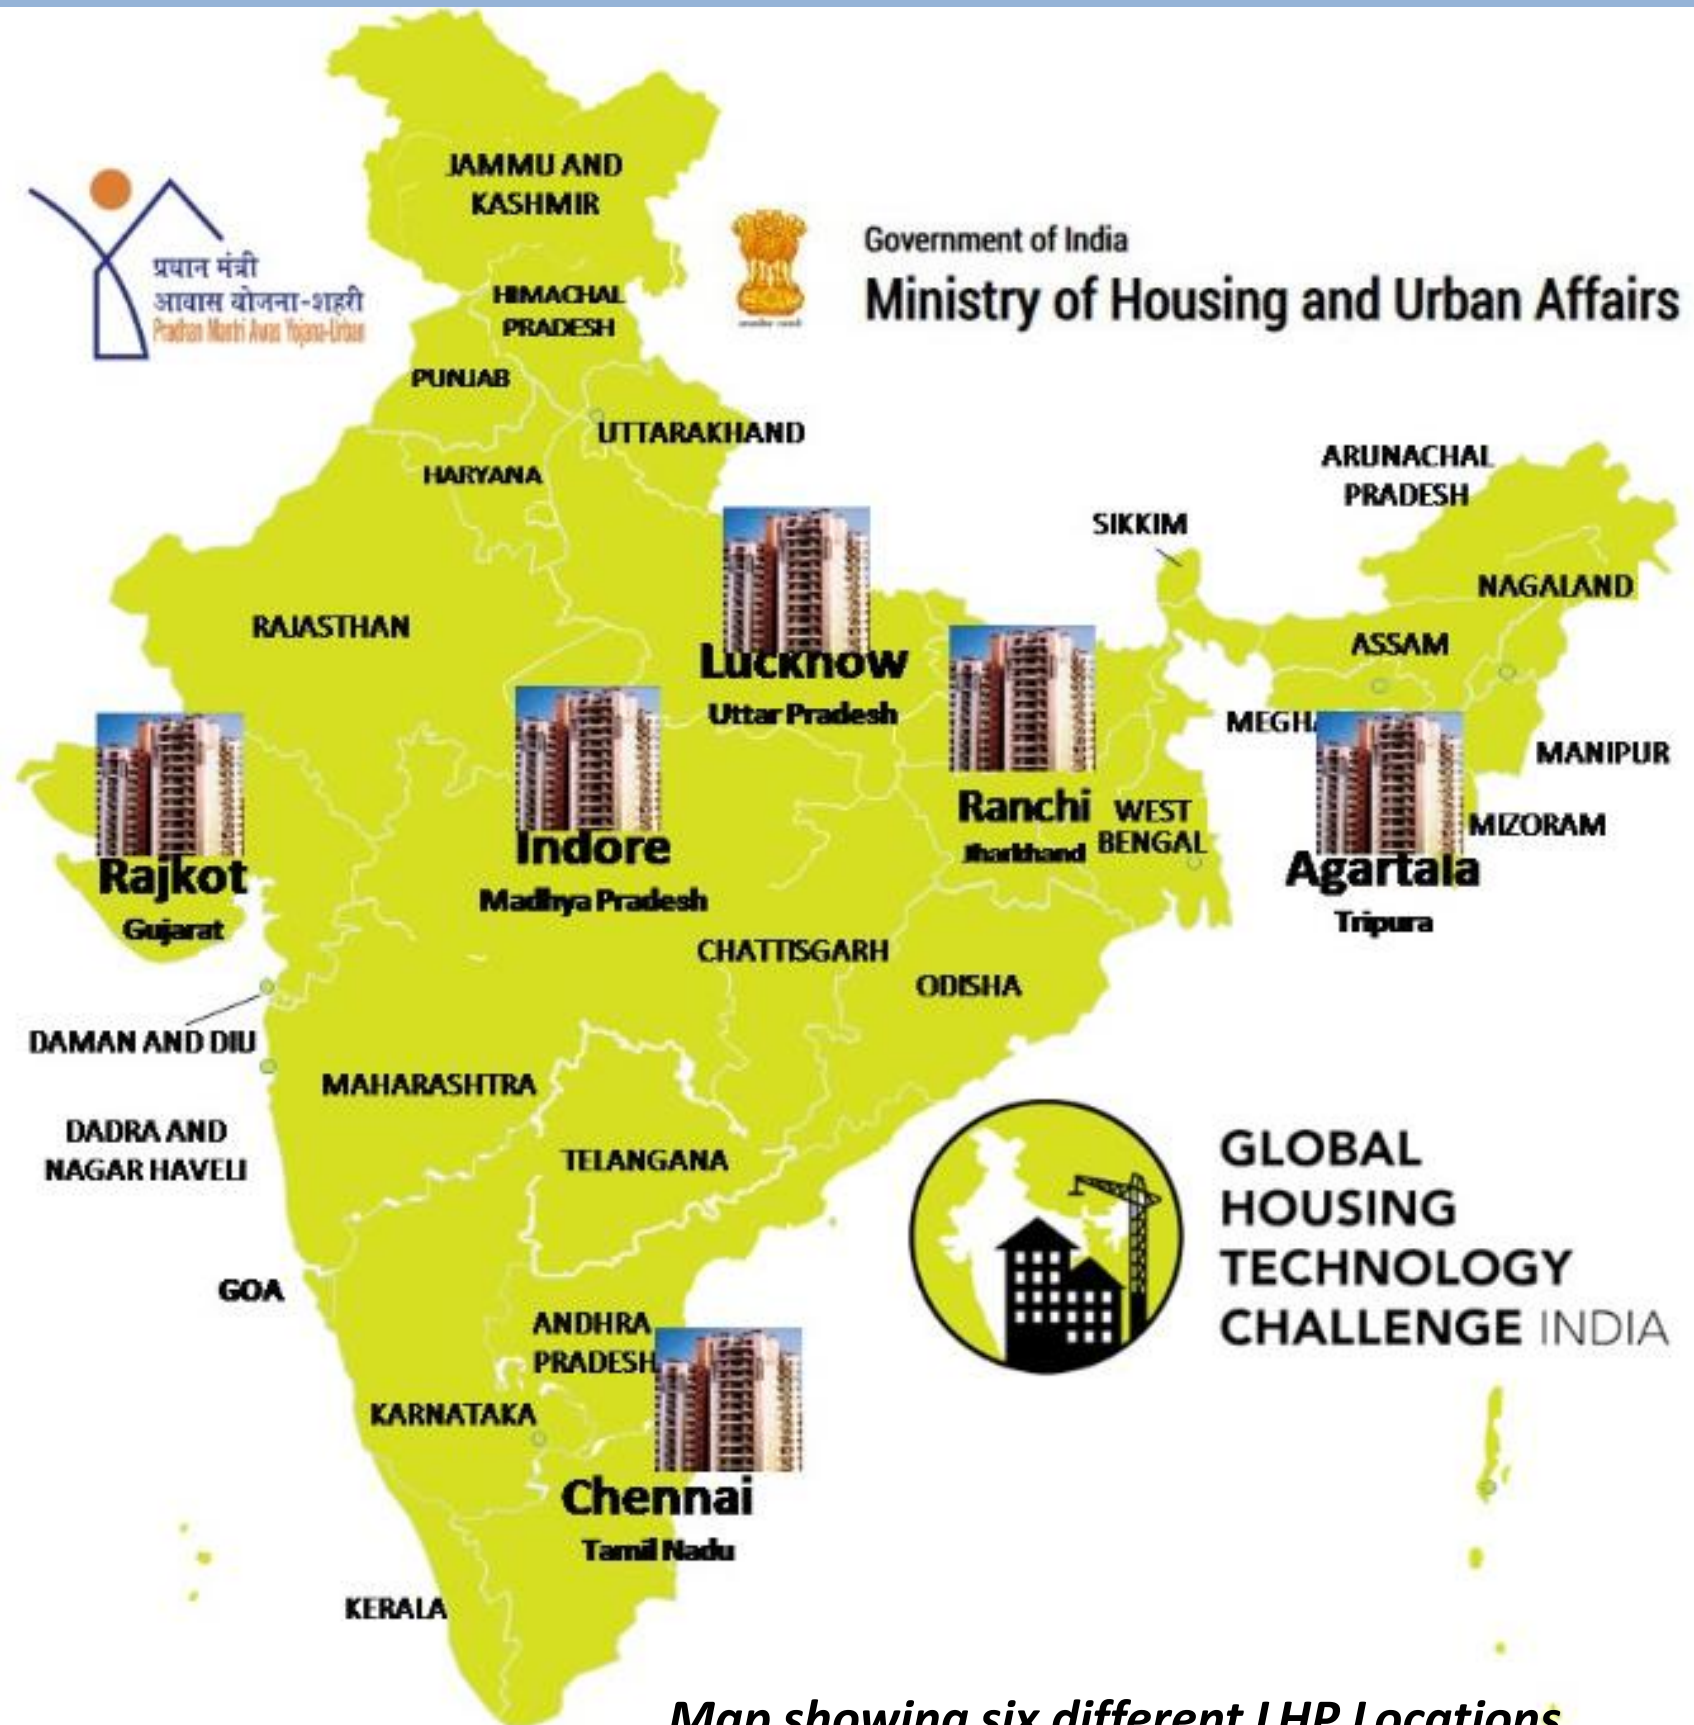 JAMMU AND
KASHMIR
प्रधान मंत्री
आवास योजना-शहरी
Pradhan Mantri Awas Yojana-Urban
Government of India
Ministry of Housing and Urban Affairs
HIMACHAL
PRADESH
PUNJAB
UTTARAKHAND
HARYANA
ARUNACHAL
PRADESH
SIKKIM
NAGALAND
RAJASTHAN
ASSAM
Lucknow
Uttar Pradesh
MEGHA
MANIPUR
Ranchi
Jharkhand
WEST
BENGAL
MIZORAM
Indore
Madhya Pradesh
Rajkot
Gujarat
Agartala
Tripura
CHATTISGARH
ODISHA
DAMAN AND DIU
MAHARASHTRA
DADRA AND
NAGAR HAVELI
TELANGANA
GLOBAL
HOUSING
TECHNOLOGY
CHALLENGE INDIA
GOA
ANDHRA
PRADESH
KARNATAKA
Chennai
Tamil Nadu
KERALA
Map showing six different LHP Locations